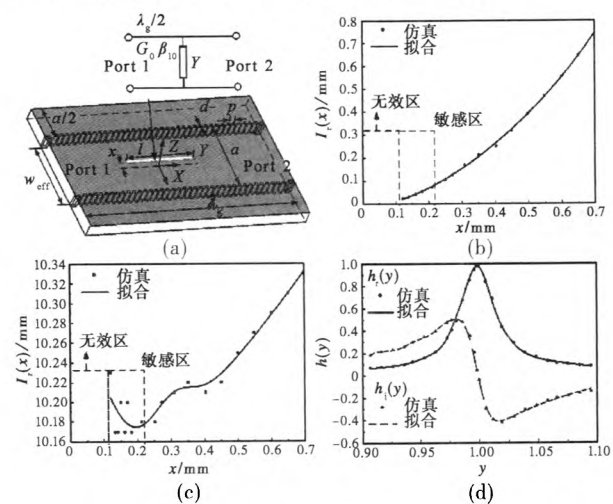 λg/2
G0 β10
Port 1
Y
Port 2
a/2
d
p
x
l
Z
Y
Port 1
X
a
Port 2
s
weff
(a)
0.8
0.7
0.6
0.5
0.4
0.3
0.2
0.1
0
Ir(x)/mm
仿真
拟合
无效区
敏感区
0 0.1 0.2 0.3 0.4 0.5 0.6 0.7
x/mm
(b)
10.34
10.32
10.30
10.28
10.26
10.24
10.22
10.20
10.18
10.16
仿真
拟合
无效区
敏感区
0 0.1 0.2 0.3 0.4 0.5 0.6 0.7
x/mm
(c)
1.0
0.8
0.6
0.4
0.2
0
−0.2
−0.4
−0.6
h(y)
hr(y)
仿真
拟合
hi(y)
仿真
拟合
0.90 0.95 1.00 1.05 1.10
y
(d)